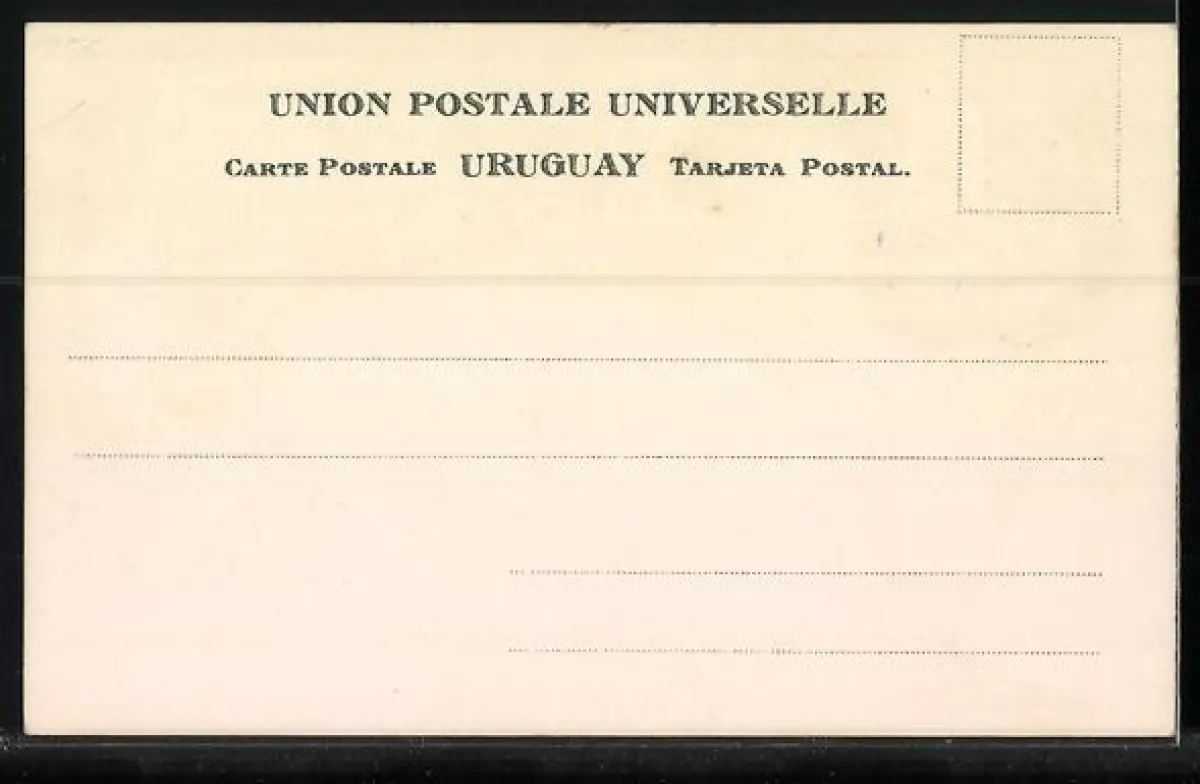 UNION POSTALE UNIVERSELLE
CARTE POSTALE URUGUAY TARJETA POSTAL.